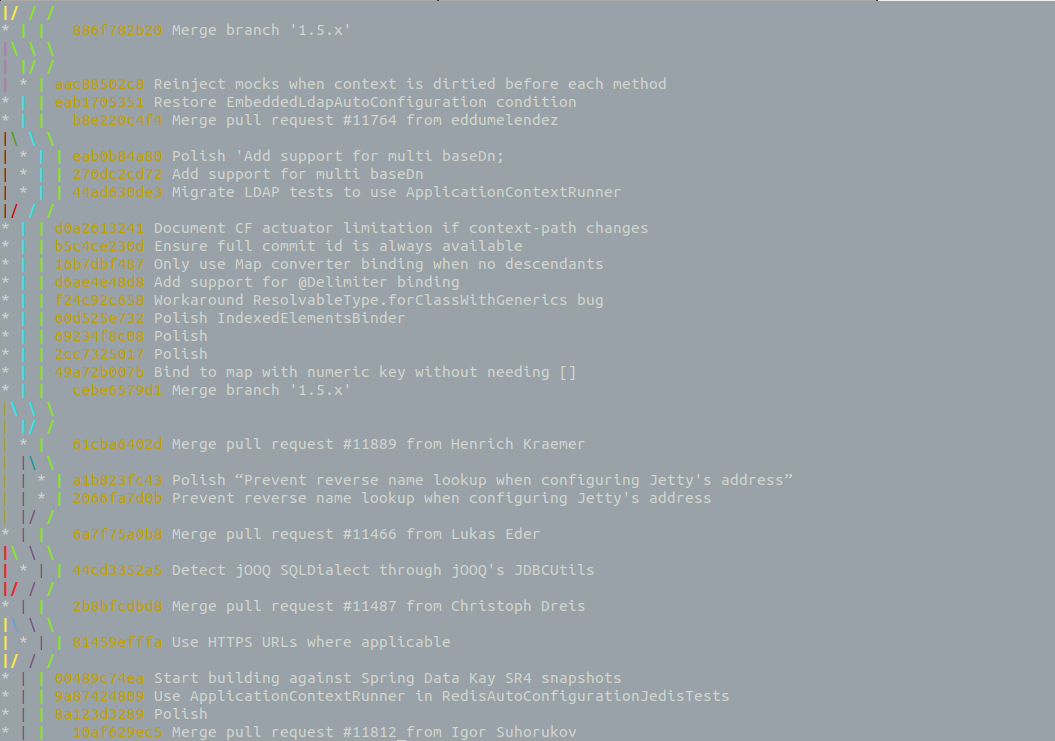 886f782b20 Merge branch '1.5.x'
aac88502c8 Reinject mocks when context is dirtied before each method
eab1705351 Restore EmbeddedLdapAutoConfiguration condition
b8e220c4f4 Merge pull request #11764 from eddumelendez
eab0b84a80 Polish 'Add support for multi baseDn;
270dc2cd72 Add support for multi baseDn
44ad630de3 Migrate LDAP tests to use ApplicationContextRunner
d0a2613241 Document CF actuator limitation if context-path changes
b5c4ce230d Ensure full commit id is always available
16b7dbf487 Only use Map converter binding when no descendants
d6ae4e48d8 Add support for @Delimiter binding
f24c92c658 Workaround ResolvableType.forClassWithGenerics bug
60d525e732 Polish IndexedElementsBinder
69234f8c08 Polish
2cc7325017 Polish
49a72b007b Bind to map with numeric key without needing []
cebe6579d1 Merge branch '1.5.x'
61cba6402d Merge pull request #11889 from Henrich Kraemer
a1b823fc43 Polish “Prevent reverse name lookup when configuring Jetty's address”
2066fa7d0b Prevent reverse name lookup when configuring Jetty's address
6a7f75a0b8 Merge pull request #11466 from Lukas Eder
44cd3352a5 Detect jOOQ SQLDialect through jOOQ's JDBCUtils
2b8bfcdbd8 Merge pull request #11487 from Christoph Dreis
81459efffa Use HTTPS URLs where applicable
00489c74ea Start building against Spring Data Kay SR4 snapshots
9a87424809 Use ApplicationContextRunner in RedisAutoConfigurationJedisTests
8a123d3289 Polish
10af629ec5 Merge pull request #11812 from Igor Suhorukov